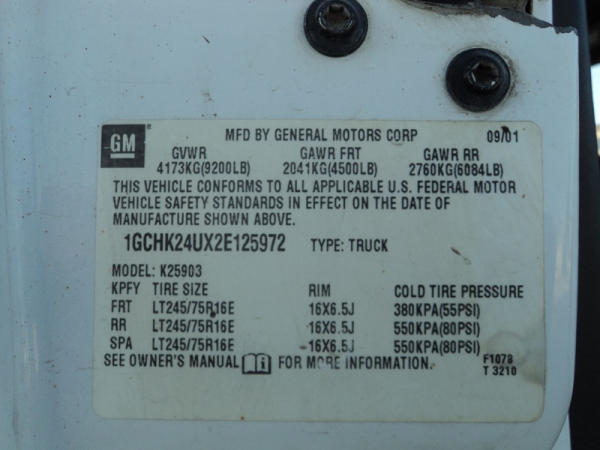 GM MFD BY GENERAL MOTORS CORP 09/01
GVWR GAWR FRT GAWR RR
4173KG(9200LB) 2041KG(4500LB) 2760KG(6084LB)
THIS VEHICLE CONFORMS TO ALL APPLICABLE U.S. FEDERAL MOTOR
VEHICLE SAFETY STANDARDS IN EFFECT ON THE DATE OF
MANUFACTURE SHOWN ABOVE.
1GCHK24UX2E125972 TYPE: TRUCK
MODEL: K25903
KPFY TIRE SIZE RIM COLD TIRE PRESSURE
FRT LT245/75R16E 16X6.5J 380KPA(55PSI)
RR LT245/75R16E 16X6.5J 550KPA(80PSI)
SPA LT245/75R16E 16X6.5J 550KPA(80PSI)
SEE OWNER'S MANUAL FOR MORE INFORMATION. F1078
T 3210